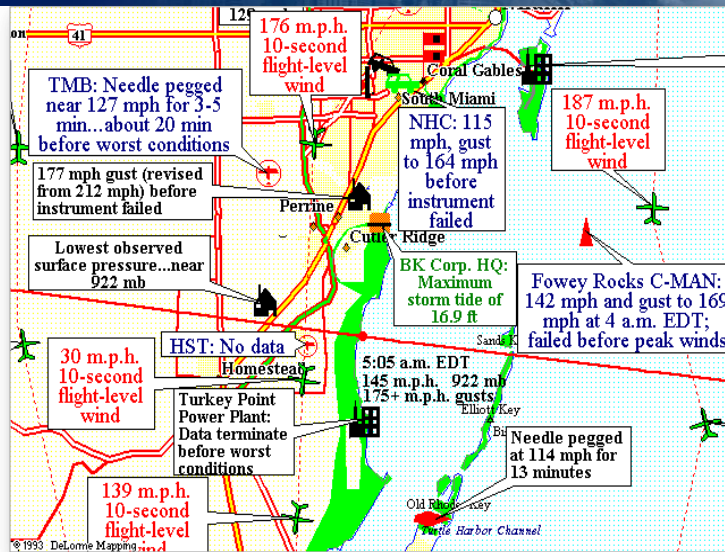 41
176 m.p.h.
10-second
flight-level
wind
Coral Gables
South Miami
TMB: Needle pegged
near 127 mph for 3-5
min...about 20 min
before worst conditions
NHC: 115
mph, gust
to 164 mph
before
instrument
failed
187 m.p.h.
10-second
flight-level
wind
177 mph gust (revised
from 212 mph) before
instrument failed
Perrine
Cutler Ridge
Lowest observed
surface pressure...near
922 mb
BK Corp. HQ:
Maximum
storm tide of
16.9 ft
Fowey Rocks C-MAN:
142 mph and gust to 169
mph at 4 a.m. EDT;
failed before peak winds
HST: No data
Homestead
Sands
30 m.p.h.
10-second
flight-level
wind
5:05 a.m. EDT
145 m.p.h. 922 mb
175+ m.p.h. gusts
Elliott Key
Turkey Point
Power Plant:
Data terminate
before worst
conditions
Needle pegged
at 114 mph for
13 minutes
139 m.p.h.
10-second
flight-level
wind
Old Rhodes Key
Turtle Harbor Channel
© 1993 DeLorme Mapping